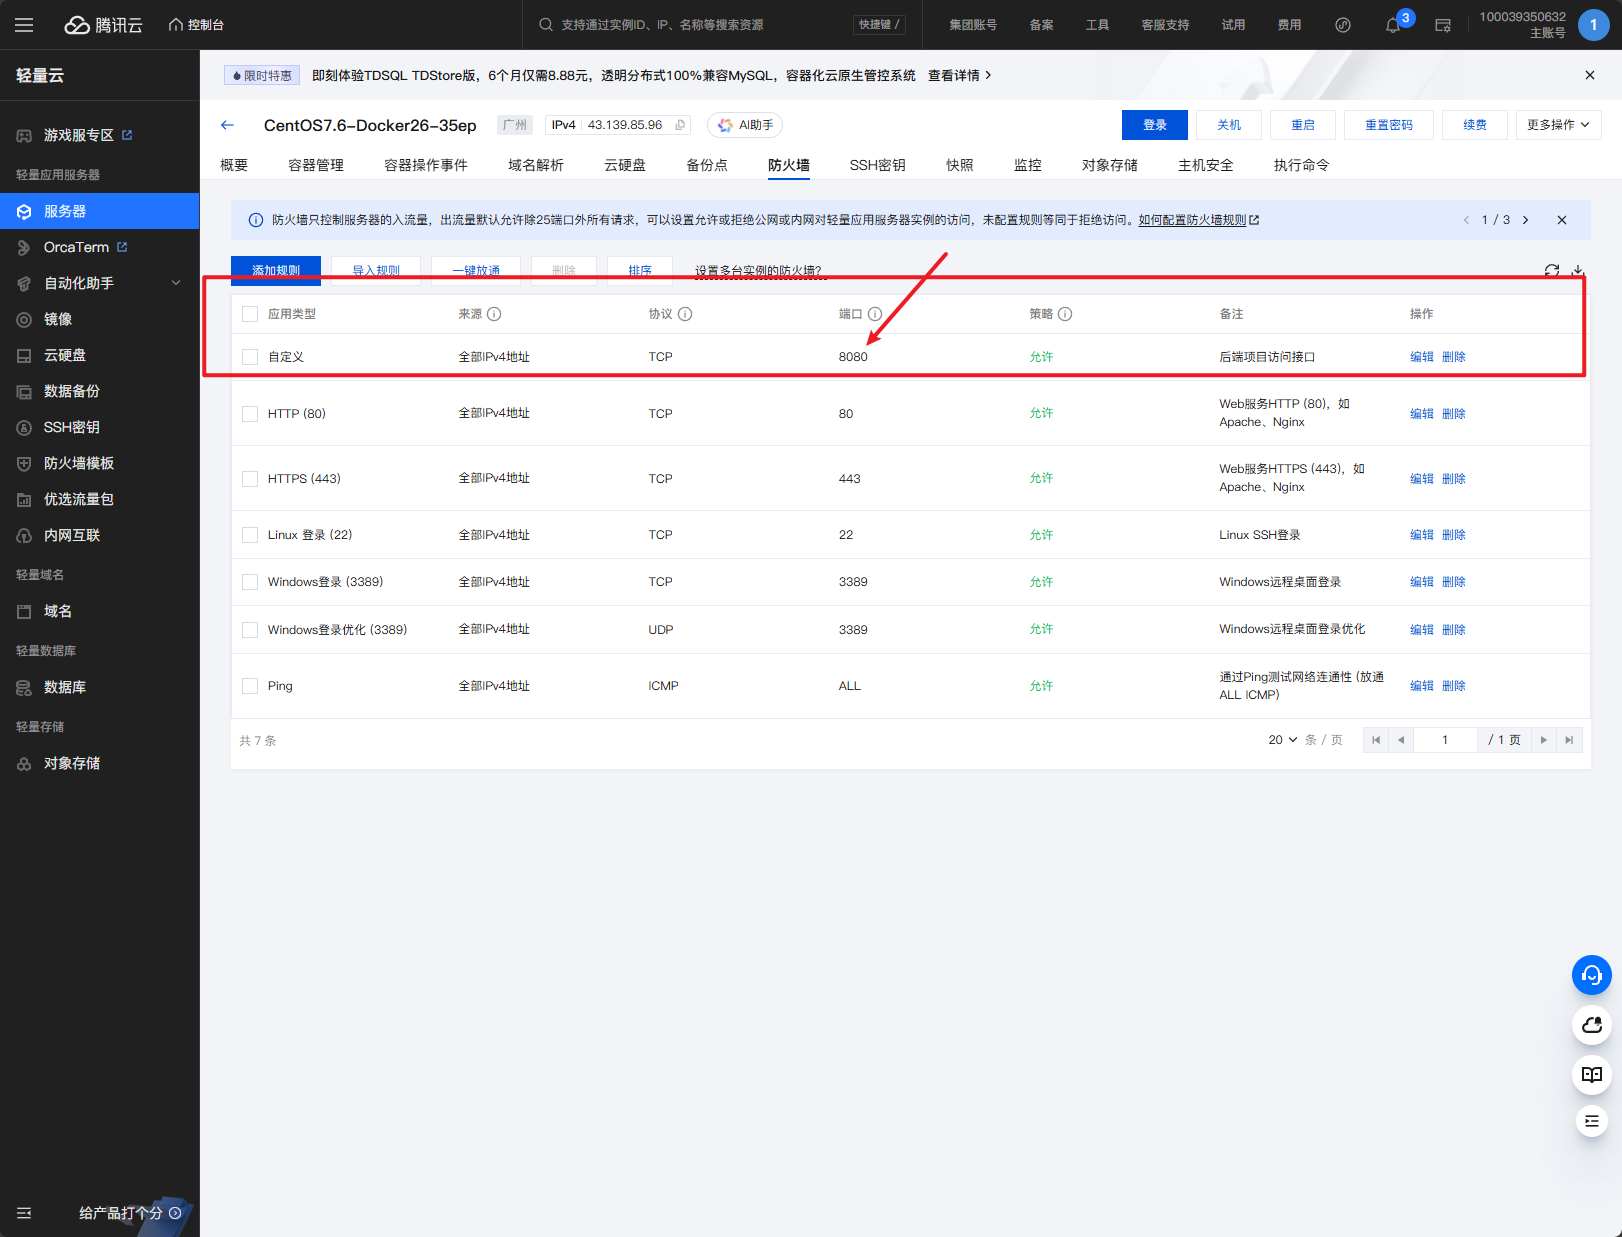 腾讯云
控制台
支持通过实例ID、IP、名称等搜索资源
快捷键 /
集团账号
备案
工具
客服支持
试用
费用
3
100039350632
主账号
1
轻量云
游戏服专区
轻量应用服务器
服务器
OrcaTerm
自动化助手
镜像
云硬盘
数据备份
SSH密钥
防火墙模板
优选流量包
内网互联
轻量域名
域名
轻量数据库
数据库
轻量存储
对象存储
给产品打个分
限时特惠 即刻体验TDSQL TDStore版，6个月仅需8.88元，透明分布式100%兼容MySQL，容器化云原生管控系统 查看详情
CentOS7.6-Docker26-35ep 广州 IPv4 43.139.85.96 AI助手
登录 关机 重启 重置密码 续费 更多操作
概要 容器管理 容器操作事件 域名解析 云硬盘 备份点 防火墙 SSH密钥 快照 监控 对象存储 主机安全 执行命令
防火墙只控制服务器的入流量，出流量默认允许除25端口外所有请求，可以设置允许或拒绝公网或内网对轻量应用服务器实例的访问，未配置规则等同于拒绝访问。如何配置防火墙规则 1 / 3
添加规则 导入规则 一键放通 删除 排序 设置多台实例的防火墙?
应用类型 来源 协议 端口 策略 备注 操作
自定义 全部IPv4地址 TCP 8080 允许 后端项目访问接口 编辑 删除
HTTP (80) 全部IPv4地址 TCP 80 允许 Web服务HTTP (80)，如
Apache、Nginx 编辑 删除
HTTPS (443) 全部IPv4地址 TCP 443 允许 Web服务HTTPS (443)，如
Apache、Nginx 编辑 删除
Linux 登录 (22) 全部IPv4地址 TCP 22 允许 Linux SSH登录 编辑 删除
Windows登录 (3389) 全部IPv4地址 TCP 3389 允许 Windows远程桌面登录 编辑 删除
Windows登录优化 (3389) 全部IPv4地址 UDP 3389 允许 Windows远程桌面登录优化 编辑 删除
Ping 全部IPv4地址 ICMP ALL 允许 通过Ping测试网络连通性 (放通
ALL ICMP) 编辑 删除
共 7 条
20 条 / 页 1 / 1 页